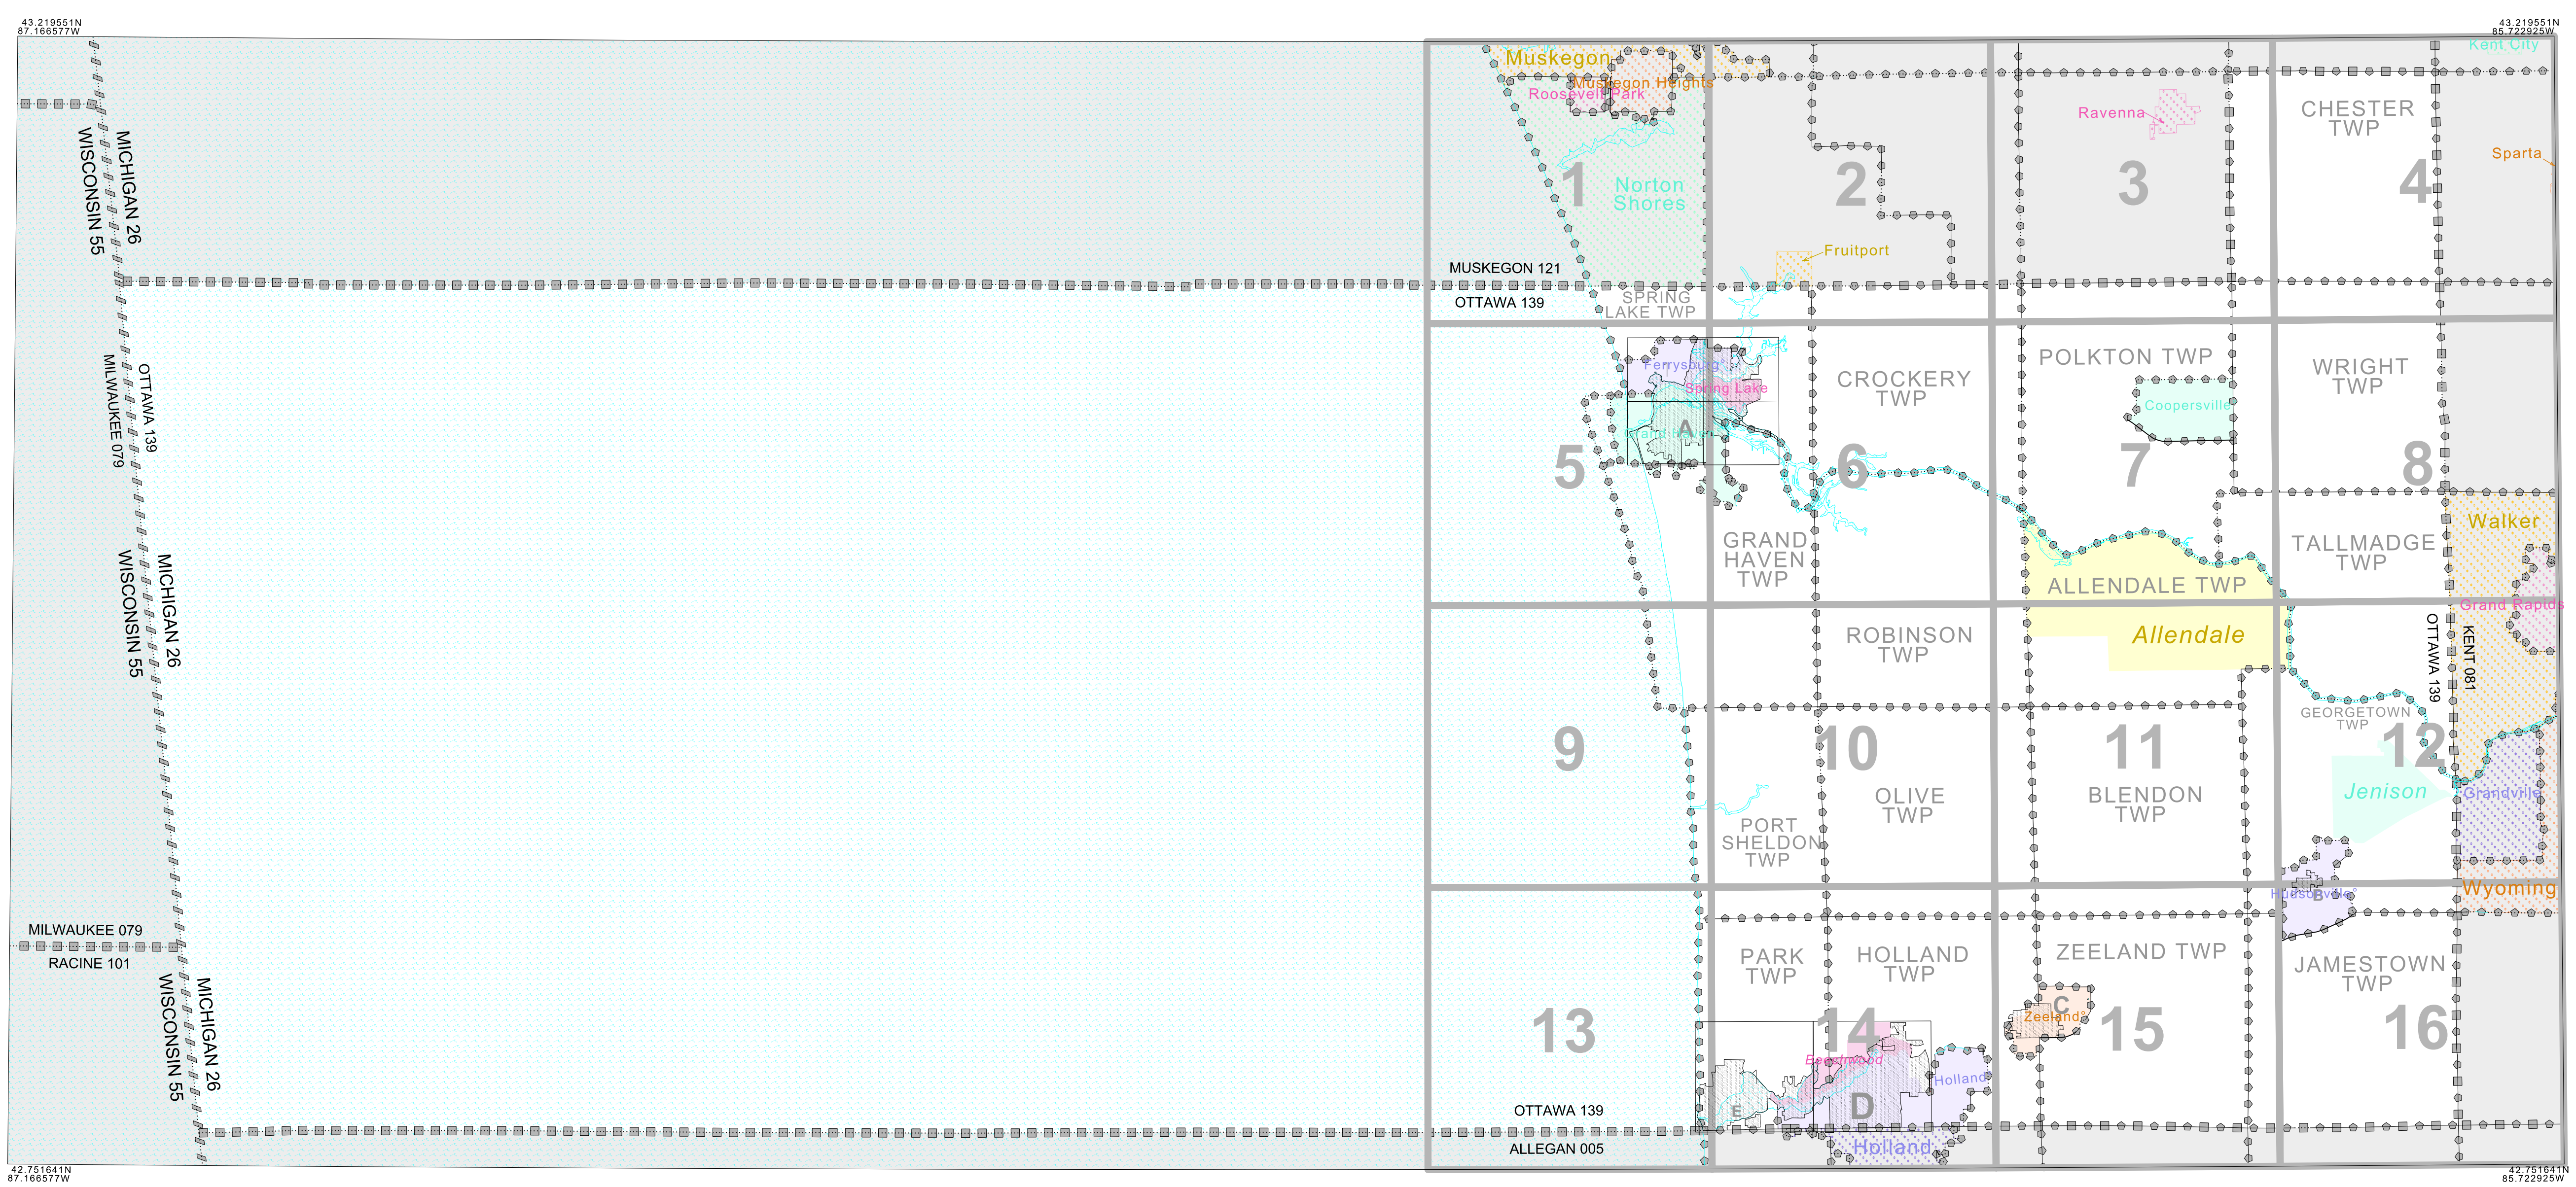 43.219551N
87.166577W
43.219551N
85.722925W
Kent City
Muskegon
Muskegon Heights
Roosevelt Park
Ravenna
CHESTER
TWP
Sparta
MICHIGAN 26
WISCONSIN 55
1
2
3
4
Norton
Shores
Fruitport
MUSKEGON 121
OTTAWA 139
SPRING
LAKE TWP
OTTAWA 139
MILWAUKEE 079
Ferrysburg°
Spring Lake
CROCKERY
TWP
POLKTON TWP
WRIGHT
TWP
Coopersville
Grand Haven
A
5
6
7
8
Walker
GRAND
HAVEN
TWP
TALLMADGE
TWP
ALLENDALE TWP
MICHIGAN 26
WISCONSIN 55
Grand Rapids
ROBINSON
TWP
Allendale
OTTAWA 139
KENT 081
GEORGETOWN
TWP
9
10
11
12
Jenison
Grandville
OLIVE
TWP
BLENDON
TWP
PORT
SHELDON
TWP
Hudsonville°
B
Wyoming
MILWAUKEE 079
RACINE 101
PARK
TWP
HOLLAND
TWP
ZEELAND TWP
JAMESTOWN
TWP
MICHIGAN 26
WISCONSIN 55
C
Zeeland°
13
14
15
16
Beechwood
Holland°
E
D
OTTAWA 139
ALLEGAN 005
Holland
42.751641N
87.166577W
42.751641N
85.722925W